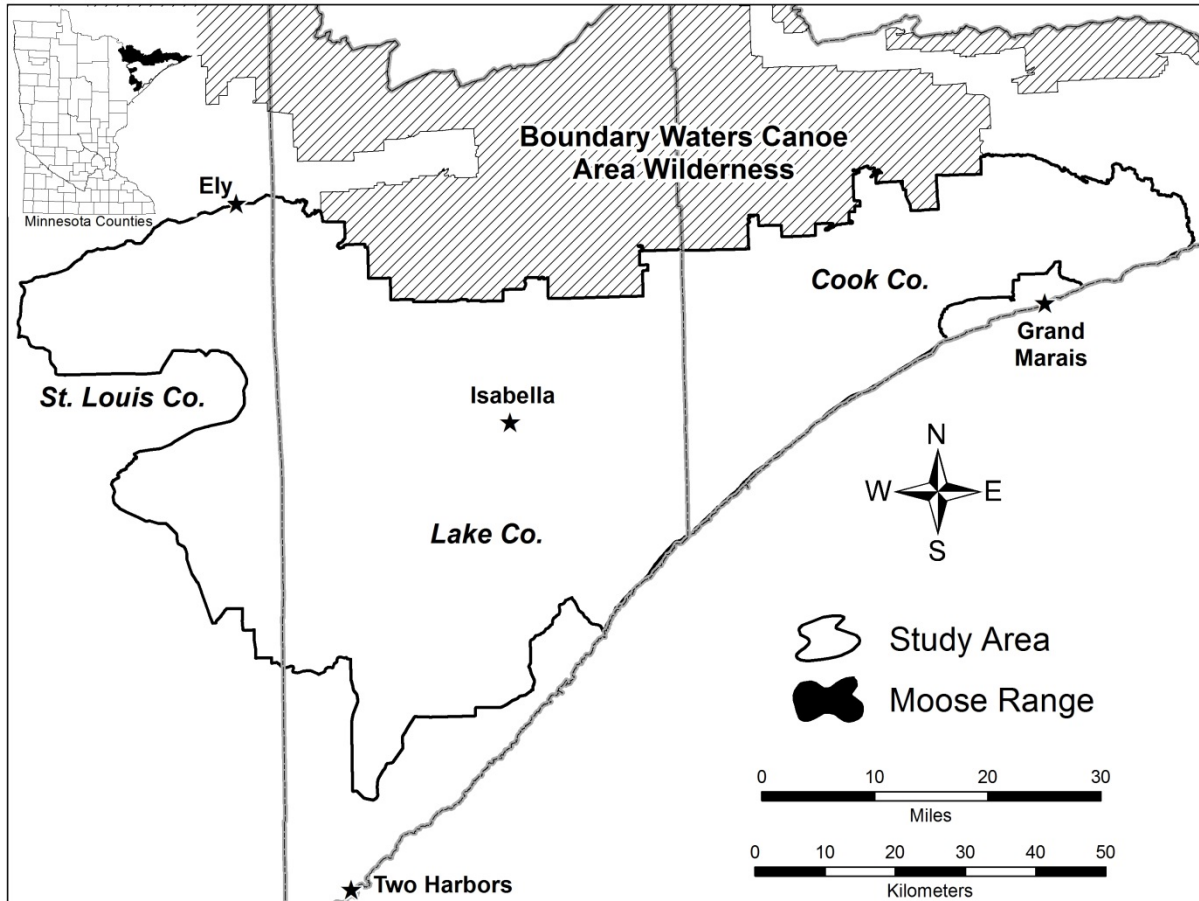 Minnesota Counties
Boundary Waters Canoe
Area Wilderness
Ely
Cook Co.
Grand
Marais
St. Louis Co.
Isabella
N
W
E
S
Lake Co.
Study Area
Moose Range
0 10 20 30
Miles
0 10 20 30 40 50
Kilometers
Two Harbors